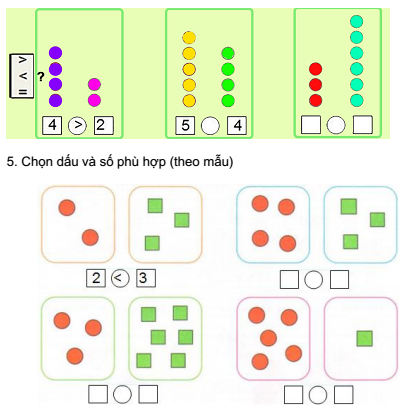 > < = ?
4 > 2 5 4
5. Chọn dấu và số phù hợp (theo mẫu)
2 < 3